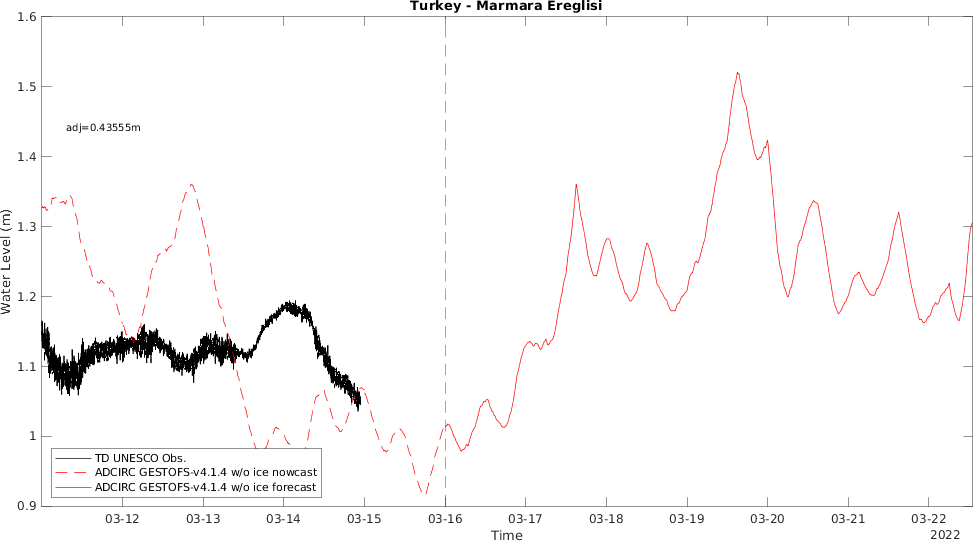 Turkey - Marmara Ereglisi
1.6
1.5
1.4
1.3
1.2
1.1
1
0.9
Water Level (m)
adj=0.43555m
TD UNESCO Obs.
ADCIRC GESTOFS-v4.1.4 w/o ice nowcast
ADCIRC GESTOFS-v4.1.4 w/o ice forecast
03-12 03-13 03-14 03-15 03-16 03-17 03-18 03-19 03-20 03-21 03-22
Time
2022